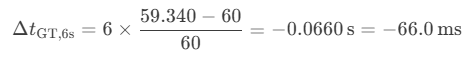 Δt_GT,6s = 6 × (59.340 − 60)/60 = −0.0660 s = −66.0 ms